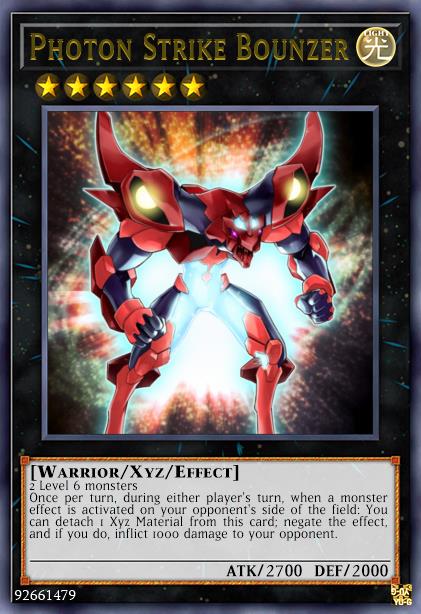 Photon Strike Bounzer
LIGHT
光
[Warrior/Xyz/Effect]
2 Level 6 monsters
Once per turn, during either player's turn, when a monster
effect is activated on your opponent's side of the field: You
can detach 1 Xyz Material from this card; negate the effect,
and if you do, inflict 1000 damage to your opponent.
ATK/2700 DEF/2000
92661479